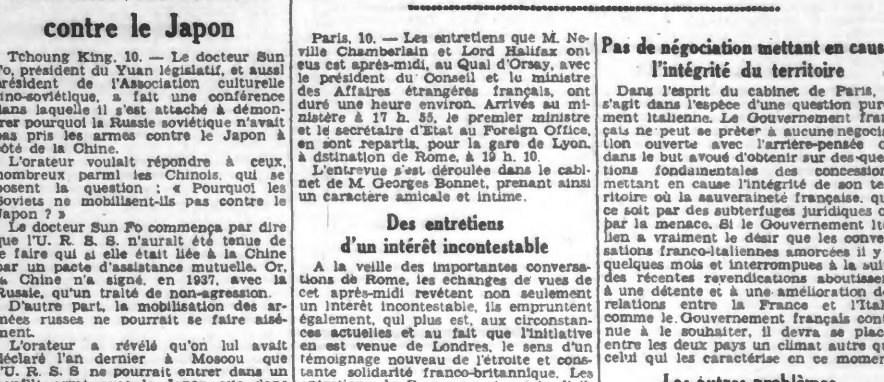 contre le Japon
Tchoung King, 10. — Le docteur Sun
Fo, président du Yuan législatif, et aussi
président de l'Association culturelle
sino-soviétique, a fait une conférence
dans laquelle il s'est attaché à démon-
trer pourquoi la Russie soviétique n'avait
pas pris les armes contre le Japon à
côté de la Chine.
L'orateur voulait répondre à ceux,
nombreux parmi les Chinois, qui se
posent la question : « Pourquoi les
Soviets ne mobilisent-ils pas contre le
Japon ? »
Le docteur Sun Fo commença par dire
que l'U. R. S. S. n'aurait été tenue de
le faire qui si elle était liée à la Chine
par un pacte d'assistance mutuelle. Or,
la Chine n'a signé, en 1937, avec la
Russie, qu'un traité de non-agression.
D'autre part, la mobilisation des ar-
mées russes ne pourrait se faire aisé-
ment.
L'orateur a révélé qu'on lui avait
déclaré l'an dernier à Moscou que
l'U. R. S. S ne pourrait entrer dans un
Paris, 10. — Les entretiens que M. Ne-
ville Chamberlain et Lord Halifax ont
eus cet après-midi, au Quai d'Orsay, avec
le président du Conseil et le ministre
des Affaires étrangères français, ont
duré une heure environ. Arrivés au mi-
nistère à 17 h. 55, le premier ministre
et le secrétaire d'Etat au Foreign Office,
en sont repartis, pour la gare de Lyon,
à dstination de Rome, à 19 h. 10.
L'entrevue s'est déroulée dans le cabi-
net de M. Georges Bonnet, prenant ainsi
un caractère amicale et intime.
Des entretiens
d'un intérêt incontestable
A la veille des importantes conversa-
tions de Rome, les échanges de vues de
cet après-midi revêtent non seulement
un intérêt incontestable, ils empruntent
également, qui plus est, aux circonstan-
ces actuelles et au fait que l'initiative
en est venue de Londres, le sens d'un
témoignage nouveau de l'étroite et cons-
tante solidarité franco-britannique. Les
Pas de négociation mettant en caus
l'intégrité du territoire
Dans l'esprit du cabinet de Paris,
s'agit dans l'espèce d'une question pur
ment italienne. Le Gouvernement fran
çais ne peut se prêter à aucune négocia
tion ouverte avec l'arrière-pensée o
dans le but avoué d'obtenir sur des ques
tions fondamentales des concession
mettant en cause l'intégrité de son ter
ritoire où la sauveraineté française, qu
ce soit par des subterfuges juridiques o
par la menace. Si le Gouvernement ita
lien a vraiment le désir que les conver
sations franco-italiennes amorcées il y
quelques mois et interrompues à la suit
des récentes revendications aboutissen
à une détente et à une amélioration d
relations entre la France et l'Ital
comme le Gouvernement français conti
nue à le souhaiter, il devra se plac
entre les deux pays un climat autre qu
celui qui les caractérise en ce momen
Les autres problèmes